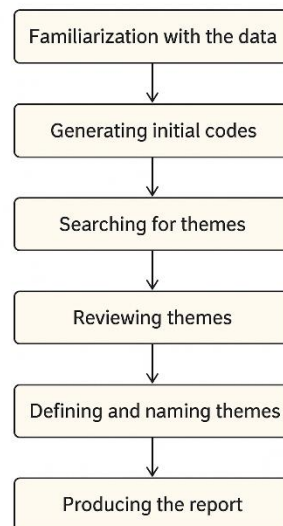 Familiarization with the data
Generating initial codes
Searching for themes
Reviewing themes
Defining and naming themes
Producing the report